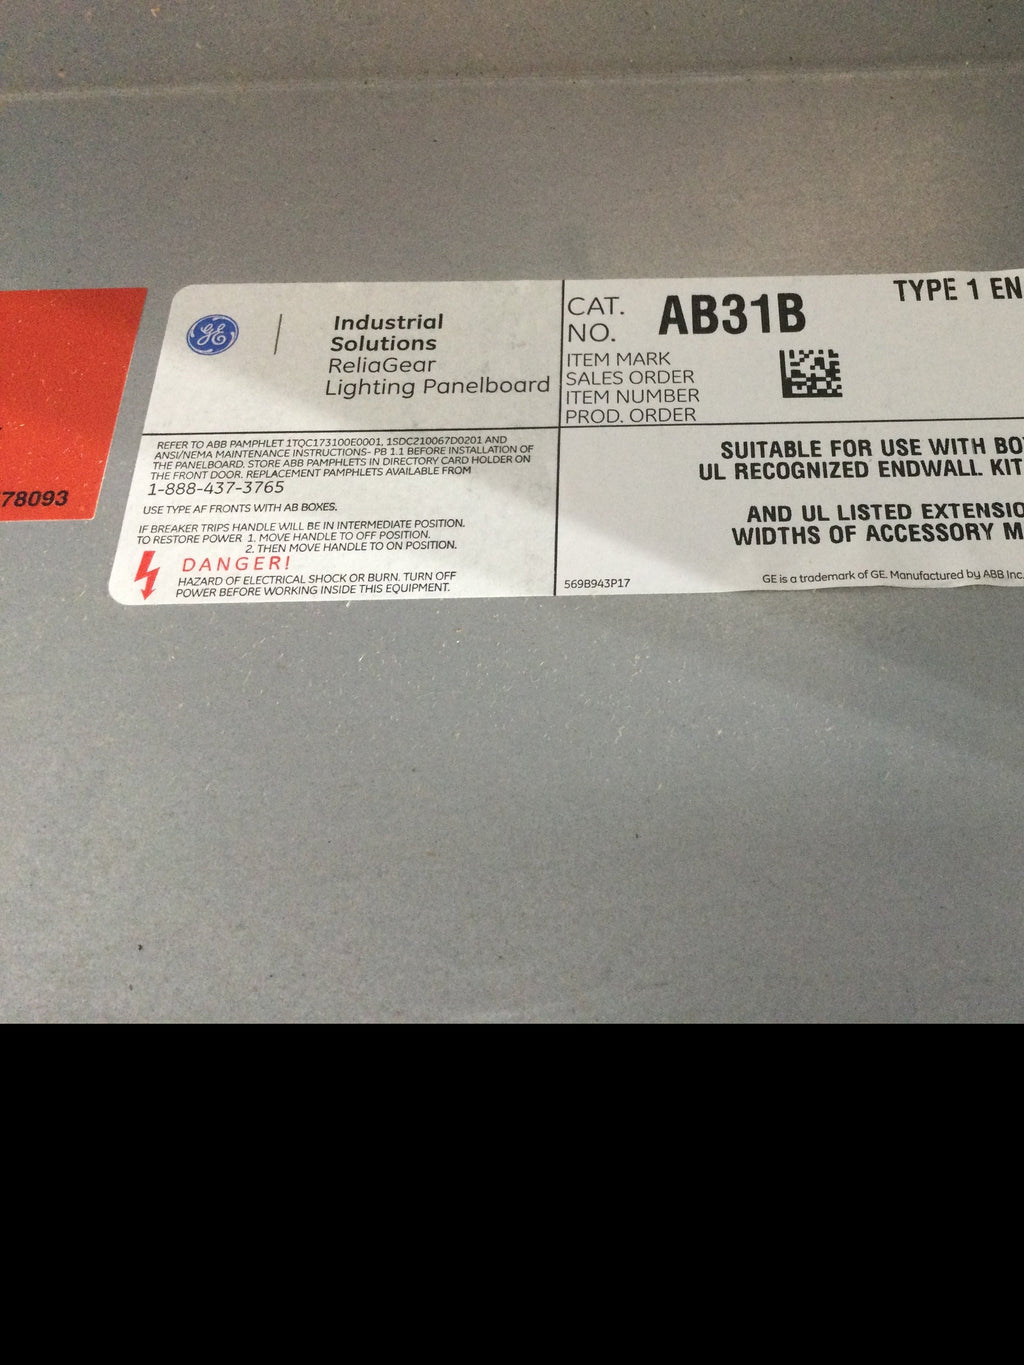 78093
GE
Industrial
Solutions
ReliaGear
Lighting Panelboard
CAT.
NO.
AB31B
TYPE 1 EN
ITEM MARK
SALES ORDER
ITEM NUMBER
PROD. ORDER
REFER TO ABB PAMPHLET 1TQC173100E0001, 1SDC210067D0201 AND
ANSI/NEMA MAINTENANCE INSTRUCTIONS- PB 1.1 BEFORE INSTALLATION OF
THE PANELBOARD. STORE ABB PAMPHLETS IN DIRECTORY CARD HOLDER ON
THE FRONT DOOR. REPLACEMENT PAMPHLETS AVAILABLE FROM
1-888-437-3765
USE TYPE AF FRONTS WITH AB BOXES.
IF BREAKER TRIPS HANDLE WILL BE IN INTERMEDIATE POSITION.
TO RESTORE POWER 1. MOVE HANDLE TO OFF POSITION.
2. THEN MOVE HANDLE TO ON POSITION.
DANGER!
HAZARD OF ELECTRICAL SHOCK OR BURN. TURN OFF
POWER BEFORE WORKING INSIDE THIS EQUIPMENT.
SUITABLE FOR USE WITH BO
UL RECOGNIZED ENDWALL KIT
AND UL LISTED EXTENSIO
WIDTHS OF ACCESSORY M
569B943P17
GE is a trademark of GE. Manufactured by ABB Inc.